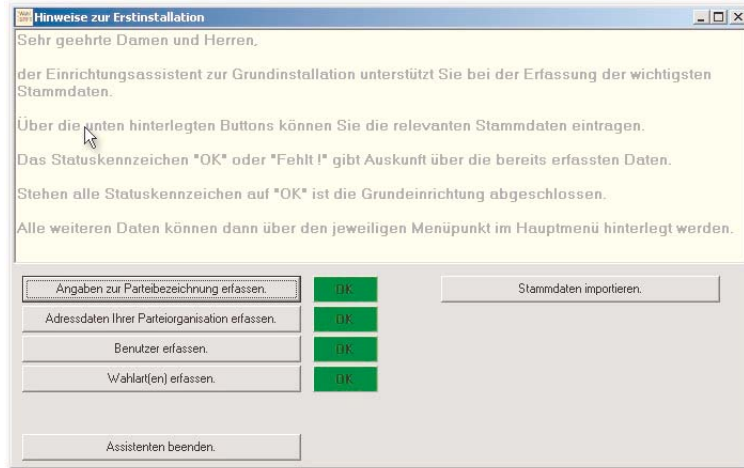 Hinweise zur Erstinstallation
Sehr geehrte Damen und Herren,
der Einrichtungsassistent zur Grundinstallation unterstützt Sie bei der Erfassung der wichtigsten
Stammdaten.
Über die unten hinterlegten Buttons können Sie die relevanten Stammdaten eintragen.
Das Statuskennzeichen "OK" oder "Fehlt !" gibt Auskunft über die bereits erfassten Daten.
Stehen alle Statuskennzeichen auf "OK" ist die Grundeinrichtung abgeschlossen.
Alle weiteren Daten können dann über den jeweiligen Menüpunkt im Hauptmenü hinterlegt werden.
Angaben zur Parteibezeichnung erfassen. OK Stammdaten importieren.
Adressdaten Ihrer Parteiorganisation erfassen. OK
Benutzer erfassen. OK
Wahlart(en) erfassen. OK
Assistenten beenden.